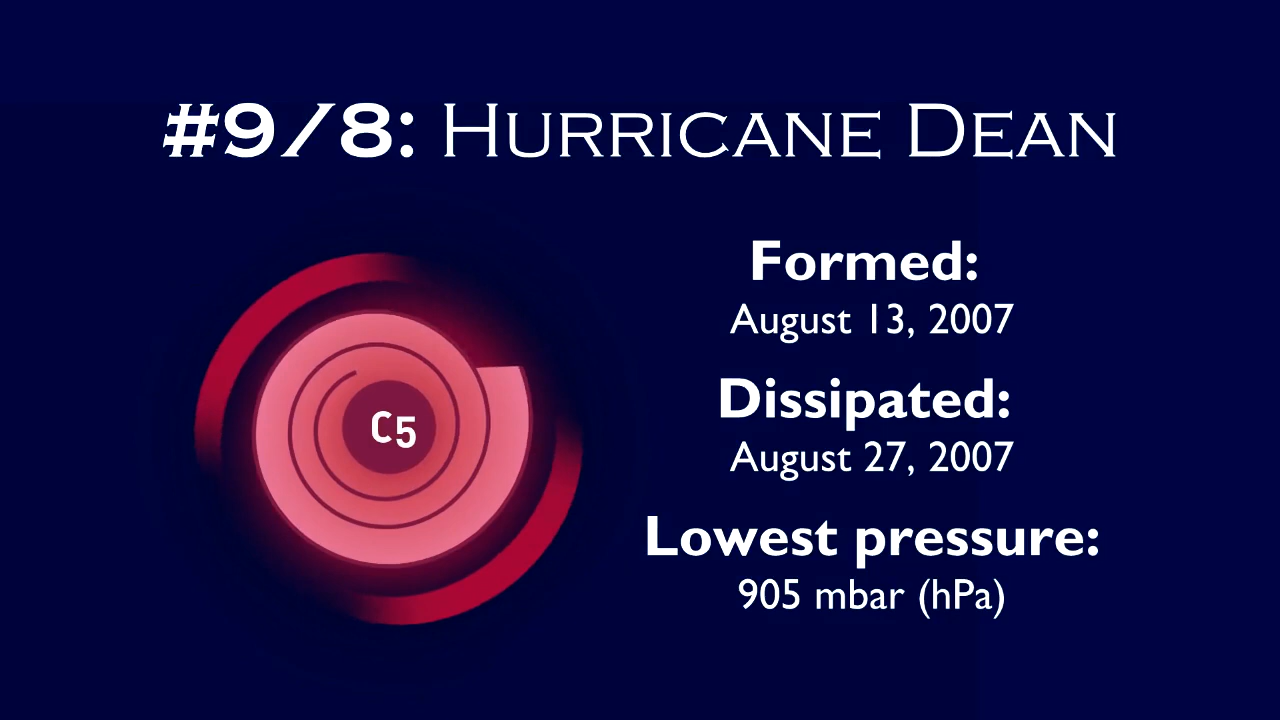 #9/8: HURRICANE DEAN
C5
Formed:
August 13, 2007
Dissipated:
August 27, 2007
Lowest pressure:
905 mbar (hPa)